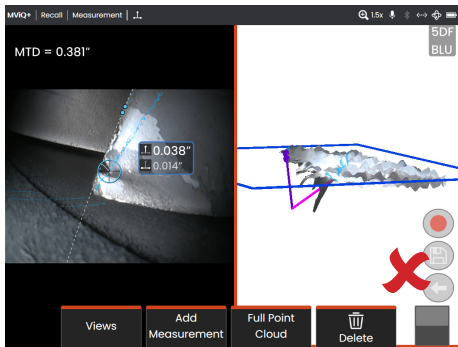 MViQ+ Recall Measurement 1.5x
5DF
BLU
MTD = 0.381"
0.038"
0.014"
Views
Add
Measurement
Full Point
Cloud
Delete